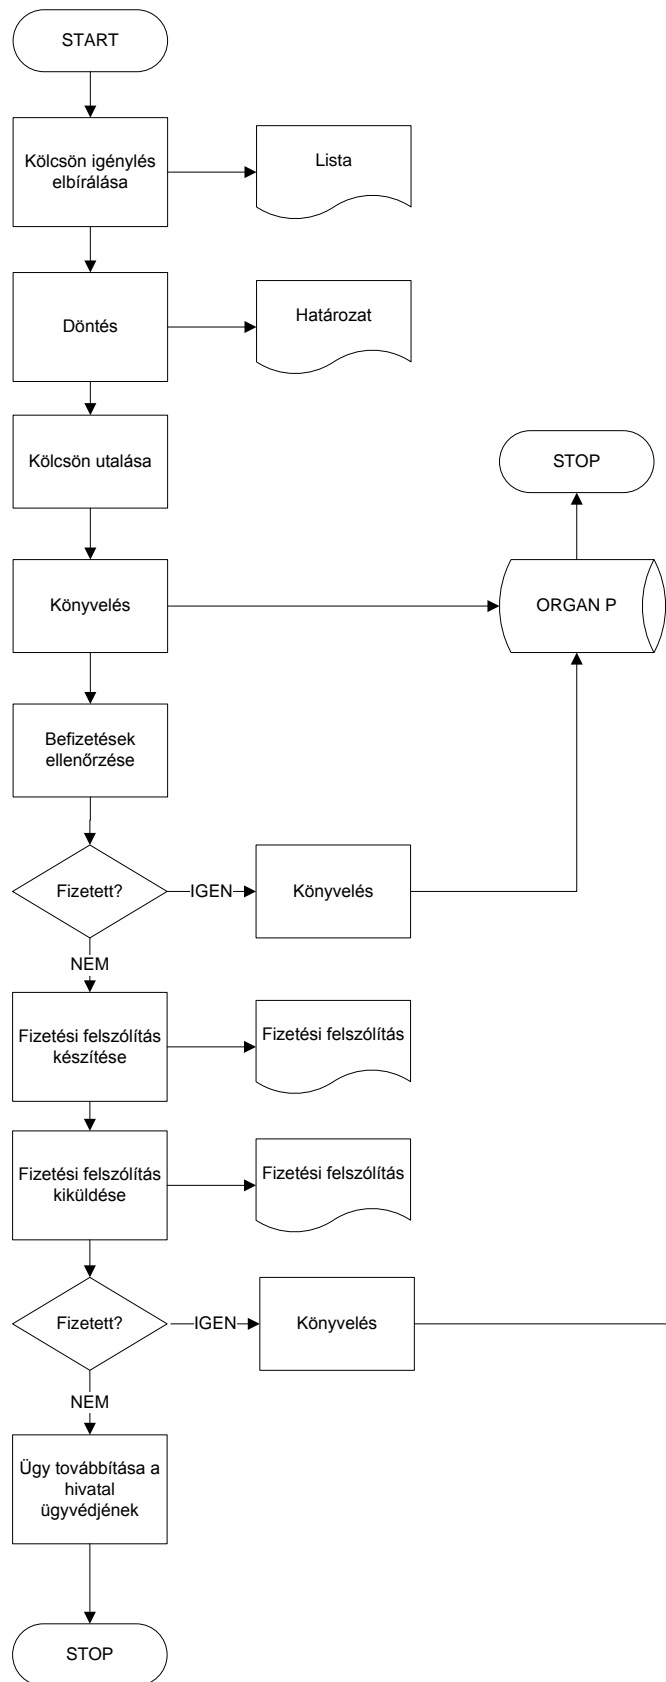 START
Kölcsön igénylés
elbírálása
Lista
Döntés
Határozat
Kölcsön utalása
STOP
Könyvelés
ORGAN P
Befizetések
ellenőrzése
Fizetett?
IGEN
Könyvelés
NEM
Fizetési felszólítás
készítése
Fizetési felszólítás
Fizetési felszólítás
kiküldése
Fizetési felszólítás
Fizetett?
IGEN
Könyvelés
NEM
Ügy továbbítása a
hivatal
ügyvédjének
STOP